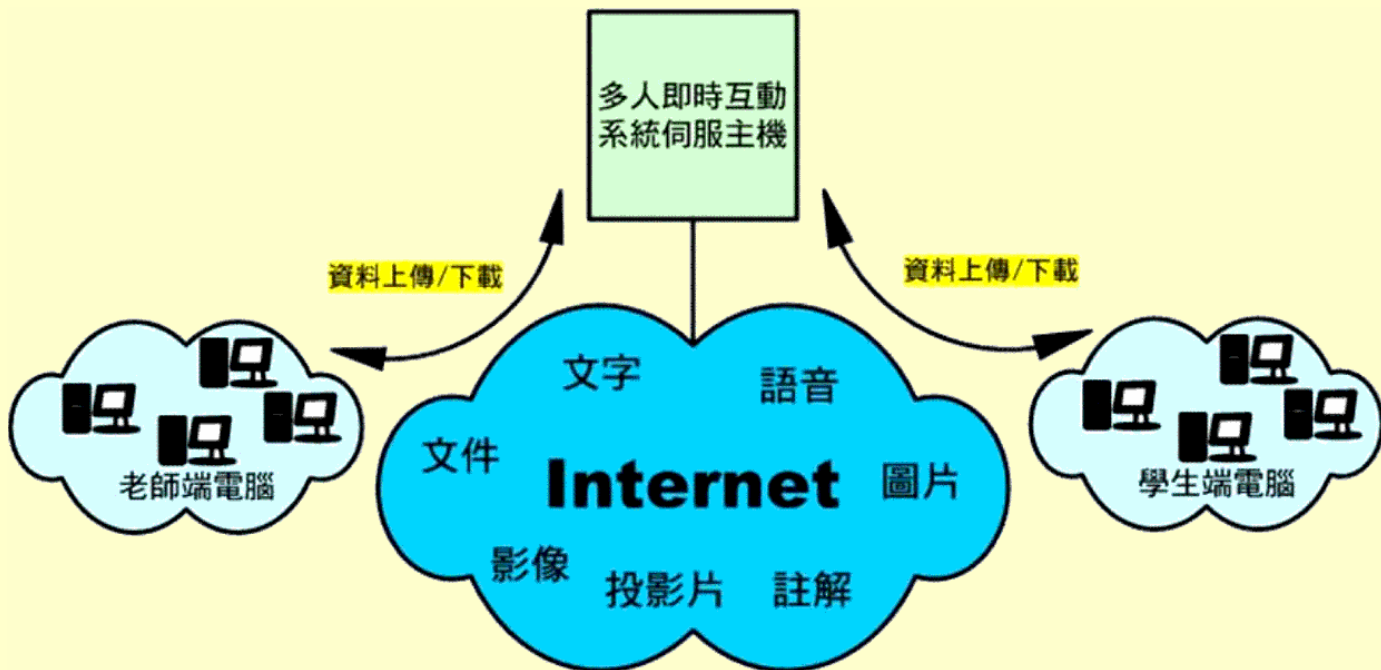 多人即時互動
系統伺服主機
資料上傳/下載
資料上傳/下載
文字
語音
文件
Internet
圖片
老師端電腦
學生端電腦
影像
投影片
註解